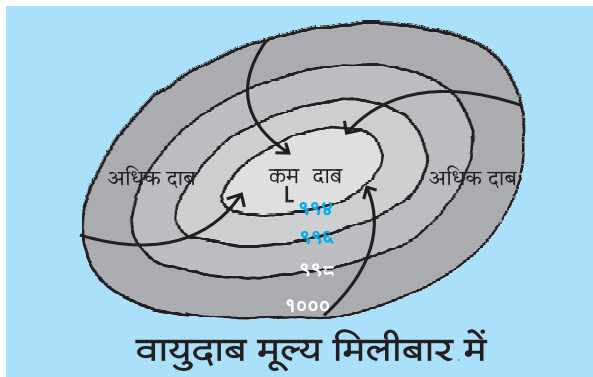 अधिक दाब कम दाब अधिक दाब
L
९९४
९९६
९९८
१०००
वायुदाब मूल्य मिलीबार में